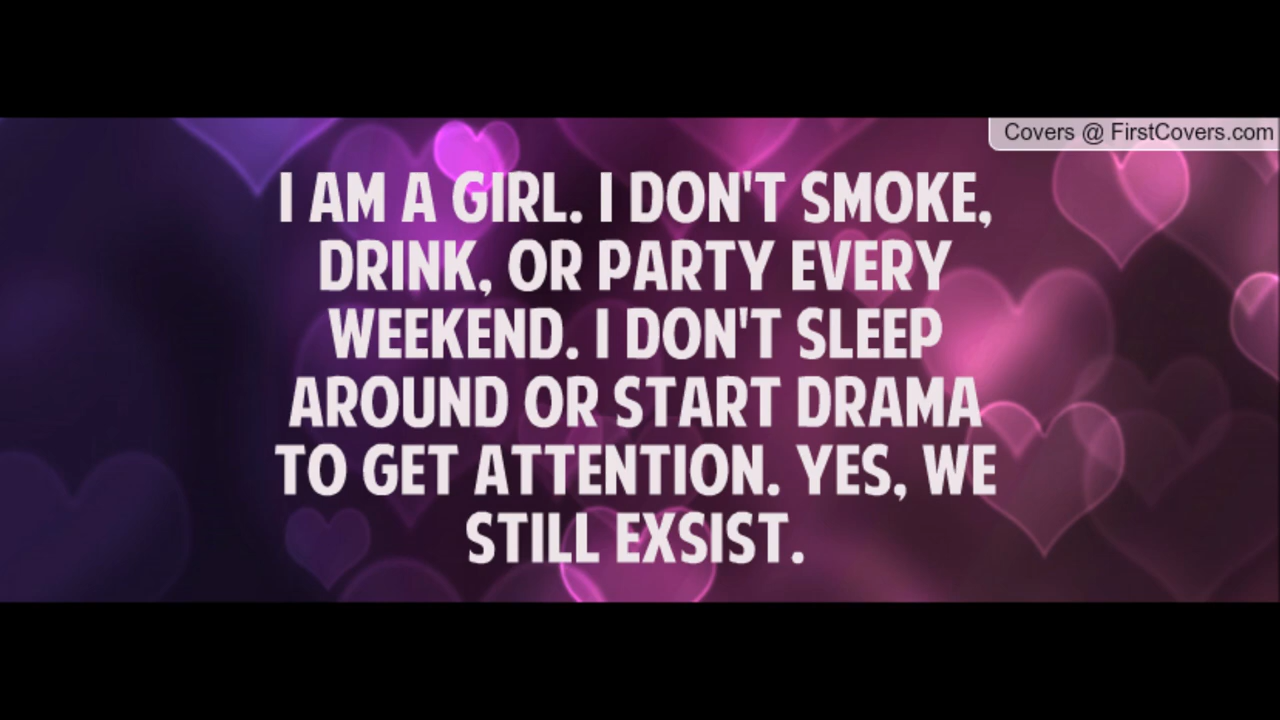 Covers @ FirstCovers.com
I AM A GIRL. I DON'T SMOKE,
DRINK, OR PARTY EVERY
WEEKEND. I DON'T SLEEP
AROUND OR START DRAMA
TO GET ATTENTION. YES, WE
STILL EXSIST.